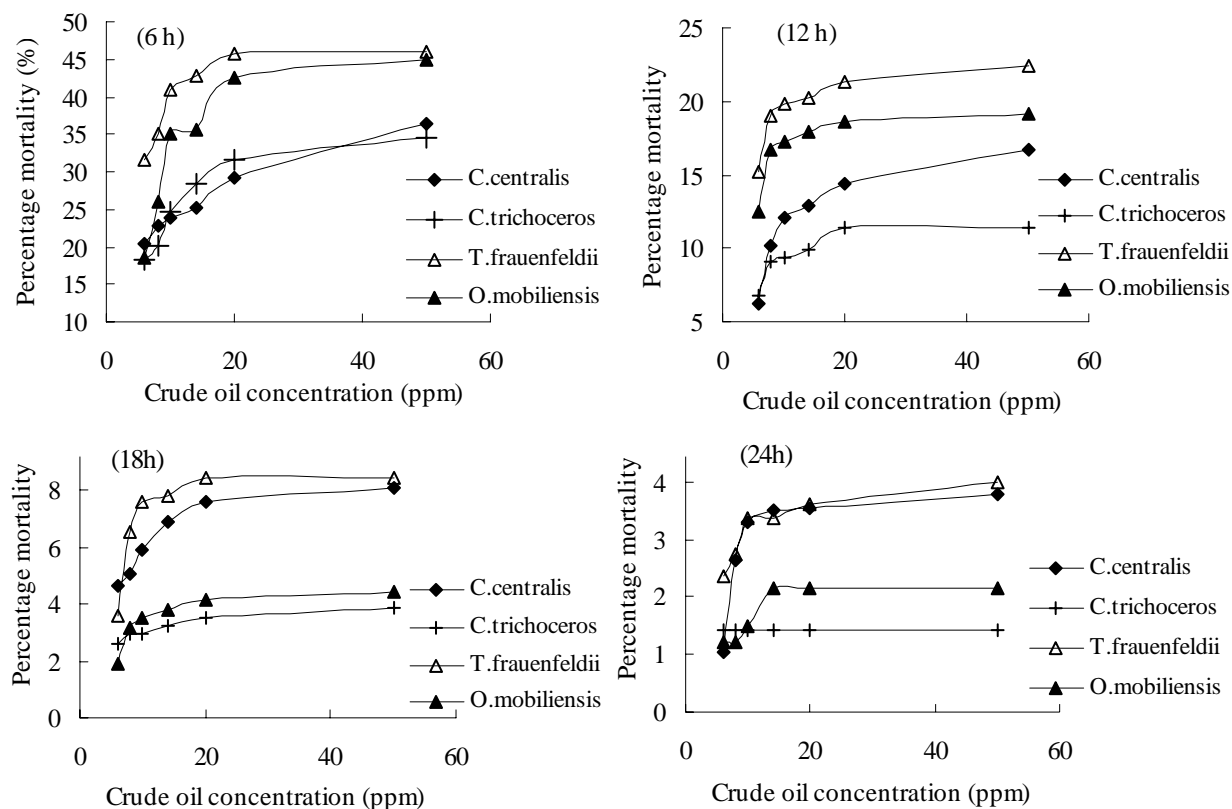 (6 h)
Percentage mortality (%)
50
45
40
35
30
25
20
15
10
0
20
40
60
Crude oil concentration (ppm)
C.centralis
C.trichoceros
T.frauenfeldii
O.mobiliensis
(12 h)
Percentage mortality
25
20
15
10
5
0
20
40
60
Crude oil concentration (ppm)
C.centralis
C.trichoceros
T.frauenfeldii
O.mobiliensis
(18h)
Percentage mortality
8
6
4
2
0
0
20
40
60
Crude oil concentration (ppm)
C.centralis
C.trichoceros
T.frauenfeldii
O.mobiliensis
(24h)
Percentage mortality
4
3
2
1
0
0
20
40
60
Crude oil concentration (ppm)
C.centralis
C.trichoceros
T.frauenfeldii
O.mobiliensis